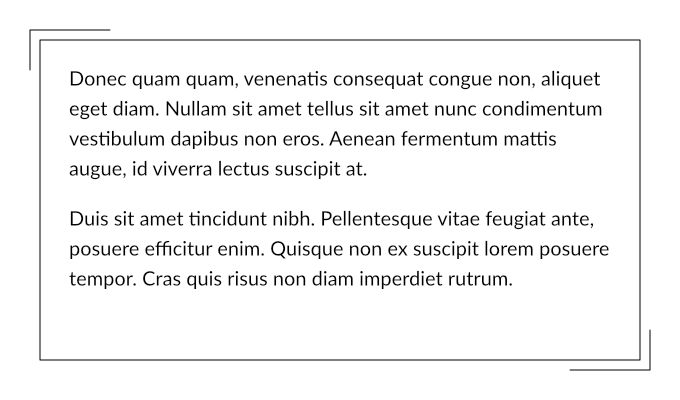 Donec quam quam, venenatis consequat congue non, aliquet
eget diam. Nullam sit amet tellus sit amet nunc condimentum
vestibulum dapibus non eros. Aenean fermentum mattis
augue, id viverra lectus suscipit at.
Duis sit amet tincidunt nibh. Pellentesque vitae feugiat ante,
posuere efficitur enim. Quisque non ex suscipit lorem posuere
tempor. Cras quis risus non diam imperdiet rutrum.